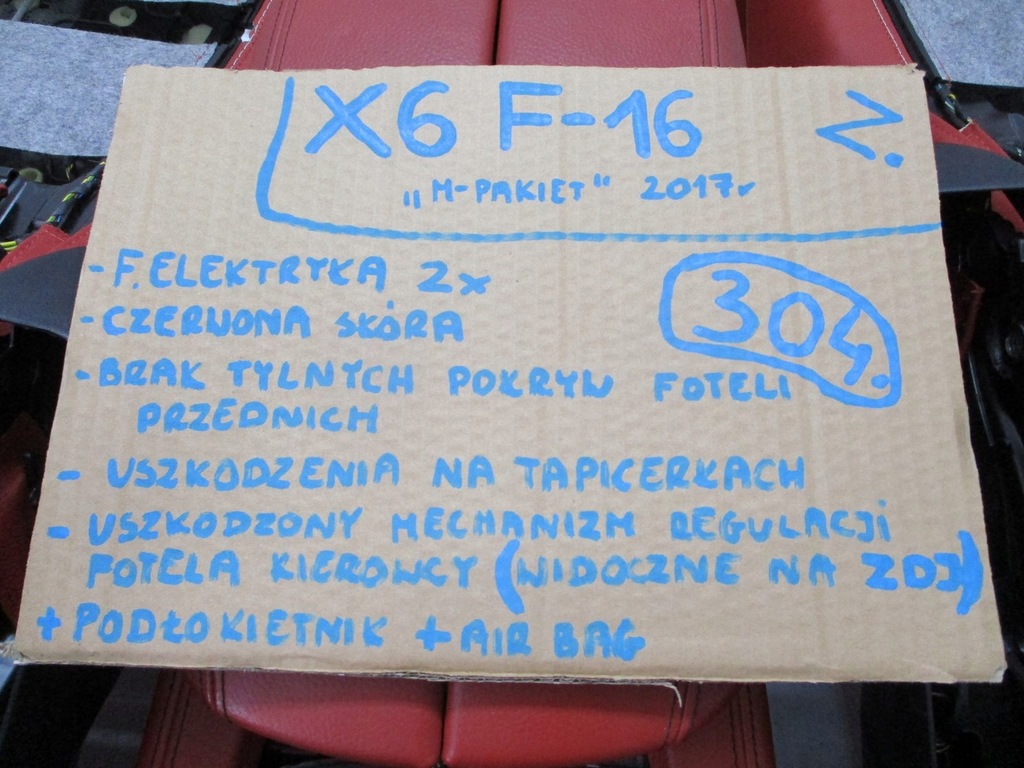 X6 F-16 Z.
„M-PAKIET" 2017r
- F. ELEKTRYKA 2x
304.
- CZERWONA SKÓRA
- BRAK TYLNYCH POKRYW FOTELI
PRZEDNICH
- USZKODZENIA NA TAPICERKACH
- USZKODZONY MECHANIZM REGULACJI
FOTELA KIEROWCY (WIDOCZNE NA ZDJ)
+ PODŁOKIETNIK + AIR BAG